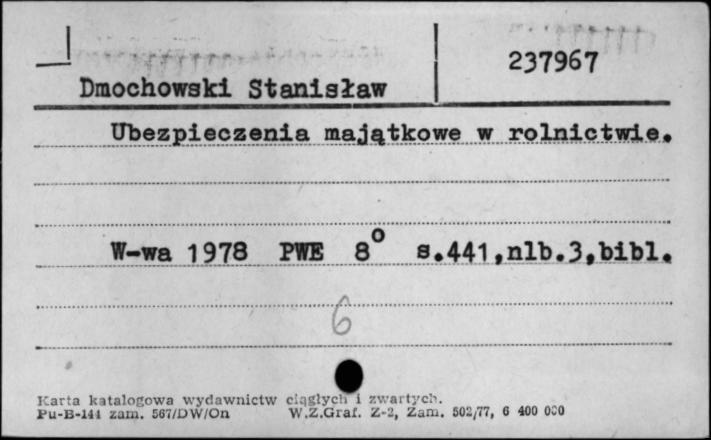 237967
Dmochowski Stanisław
Ubezpieczenia majątkowe w rolnictwie.
W-wa 1978 PWE 8° s.441,nlb.3,bibl.
6
Karta katalogowa wydawnictw ciągłych i zwartych.
Pu-B-144 zam. 567/DW/On W.Z.Graf. Z-2, Zam. 502/77, 6 400 000